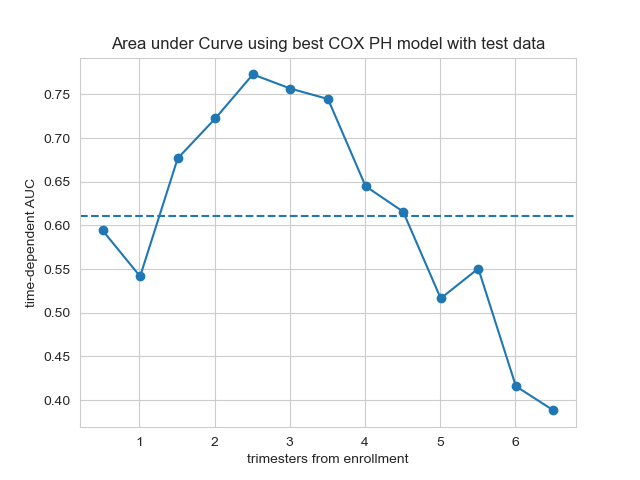 Area under Curve using best COX PH model with test data
time-dependent AUC
0.75
0.70
0.65
0.60
0.55
0.50
0.45
0.40
1 2 3 4 5 6
trimesters from enrollment